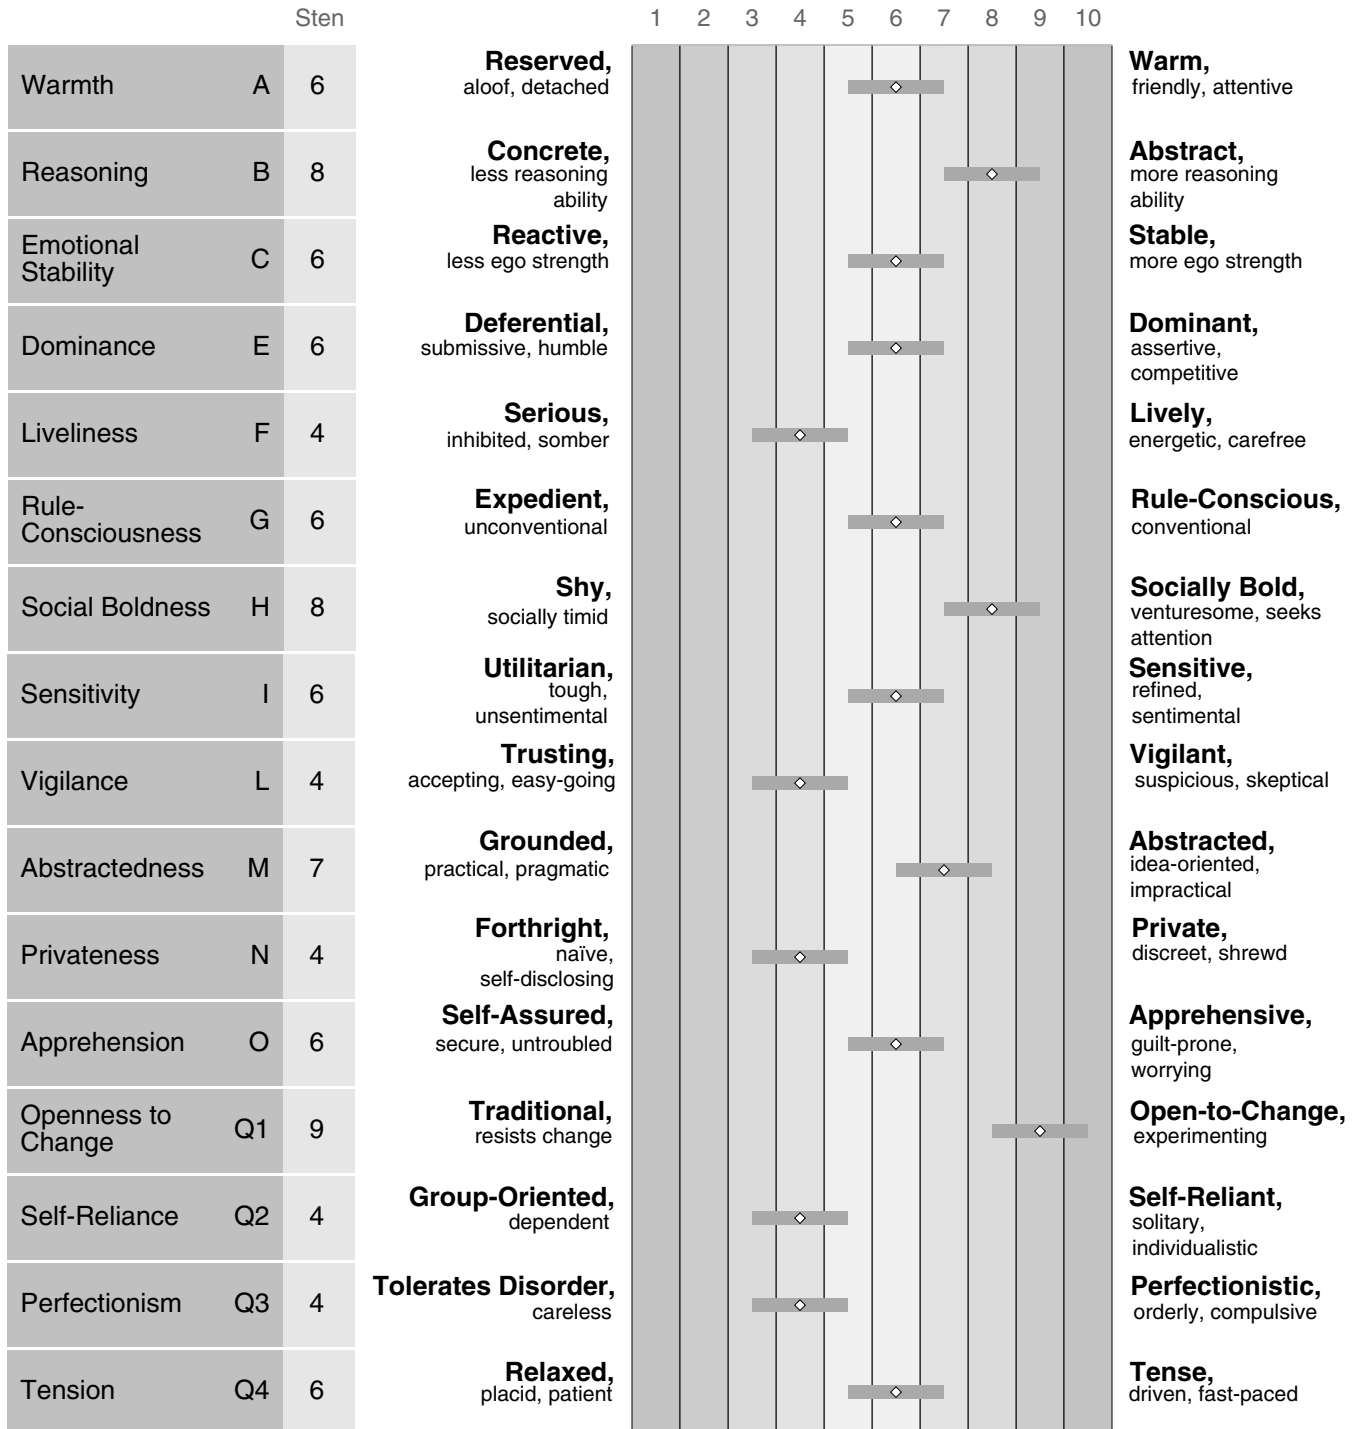 Sten 1 2 3 4 5 6 7 8 9 10
Warmth A 6 Reserved, Warm,
aloof, detached friendly, attentive
Reasoning B 8 Concrete, Abstract,
less reasoning more reasoning
ability ability
Emotional Stability C 6 Reactive, Stable,
less ego strength more ego strength
Dominance E 6 Deferential, Dominant,
submissive, humble assertive,
competitive
Liveliness F 4 Serious, Lively,
inhibited, somber energetic, carefree
Rule-Consciousness G 6 Expedient, Rule-Conscious,
unconventional conventional
Social Boldness H 8 Shy, Socially Bold,
socially timid venturesome, seeks
attention
Sensitivity I 6 Utilitarian, Sensitive,
tough, refined,
unsentimental sentimental
Vigilance L 4 Trusting, Vigilant,
accepting, easy-going suspicious, skeptical
Abstractedness M 7 Grounded, Abstracted,
practical, pragmatic idea-oriented,
impractical
Privateness N 4 Forthright, Private,
naïve, discreet, shrewd
self-disclosing
Apprehension O 6 Self-Assured, Apprehensive,
secure, untroubled guilt-prone,
worrying
Openness to Change Q1 9 Traditional, Open-to-Change,
resists change experimenting
Self-Reliance Q2 4 Group-Oriented, Self-Reliant,
dependent solitary,
individualistic
Perfectionism Q3 4 Tolerates Disorder, Perfectionistic,
careless orderly, compulsive
Tension Q4 6 Relaxed, Tense,
placid, patient driven, fast-paced